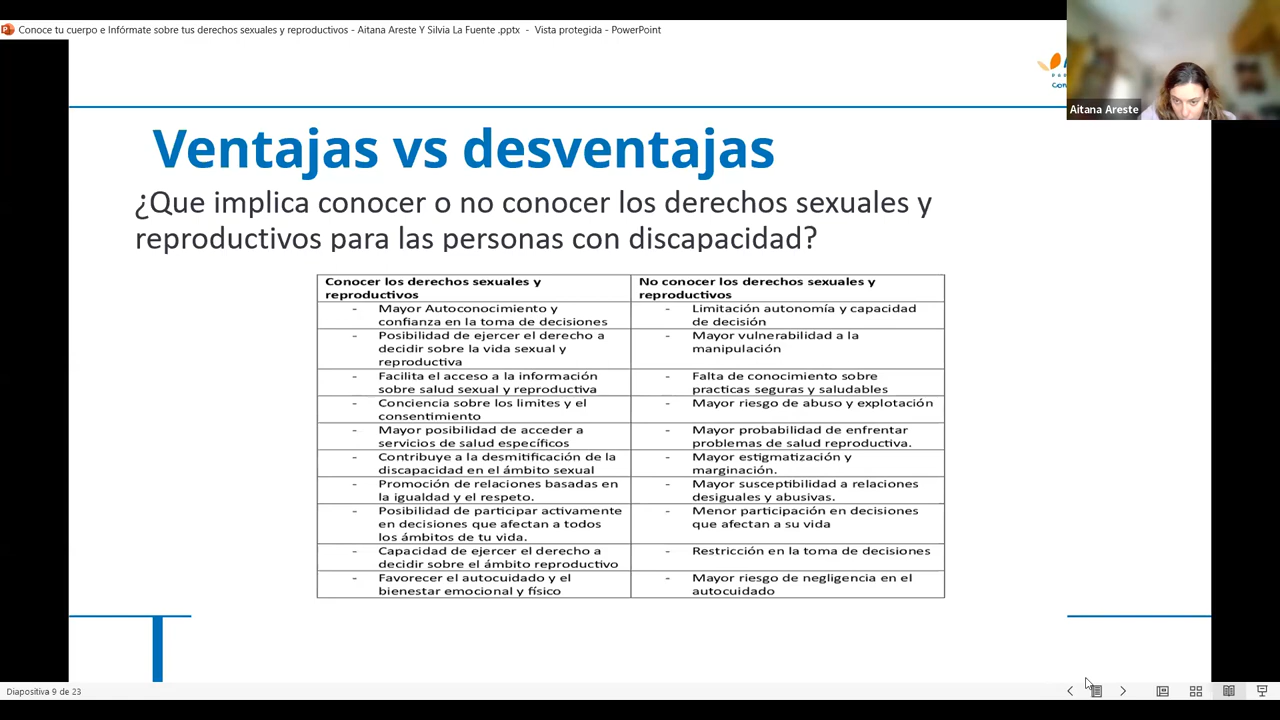 Conoce tu cuerpo e Infórmate sobre tus derechos sexuales y reproductivos - Aitana Areste Y Silvia La Fuente .pptx - Vista protegida - PowerPoint
Aitana Areste
Ventajas vs desventajas
¿Que implica conocer o no conocer los derechos sexuales y
reproductivos para las personas con discapacidad?
Conocer los derechos sexuales y
reproductivos
No conocer los derechos sexuales y
reproductivos
- Mayor Autoconocimiento y
confianza en la toma de decisiones
- Limitación autonomía y capacidad
de decisión
- Posibilidad de ejercer el derecho a
decidir sobre la vida sexual y
reproductiva
- Mayor vulnerabilidad a la
manipulación
- Facilita el acceso a la información
sobre salud sexual y reproductiva
- Falta de conocimiento sobre
practicas seguras y saludables
- Conciencia sobre los limites y el
consentimiento
- Mayor riesgo de abuso y explotación
- Mayor posibilidad de acceder a
servicios de salud específicos
- Mayor probabilidad de enfrentar
problemas de salud reproductiva.
- Contribuye a la desmitificación de la
discapacidad en el ámbito sexual
- Mayor estigmatización y
marginación.
- Promoción de relaciones basadas en
la igualdad y el respeto.
- Mayor susceptibilidad a relaciones
desiguales y abusivas.
- Posibilidad de participar activamente
en decisiones que afectan a todos
los ámbitos de tu vida.
- Menor participación en decisiones
que afectan a su vida
- Capacidad de ejercer el derecho a
decidir sobre el ámbito reproductivo
- Restricción en la toma de decisiones
- Favorecer el autocuidado y el
bienestar emocional y físico
- Mayor riesgo de negligencia en el
autocuidado
Diapositiva 9 de 23